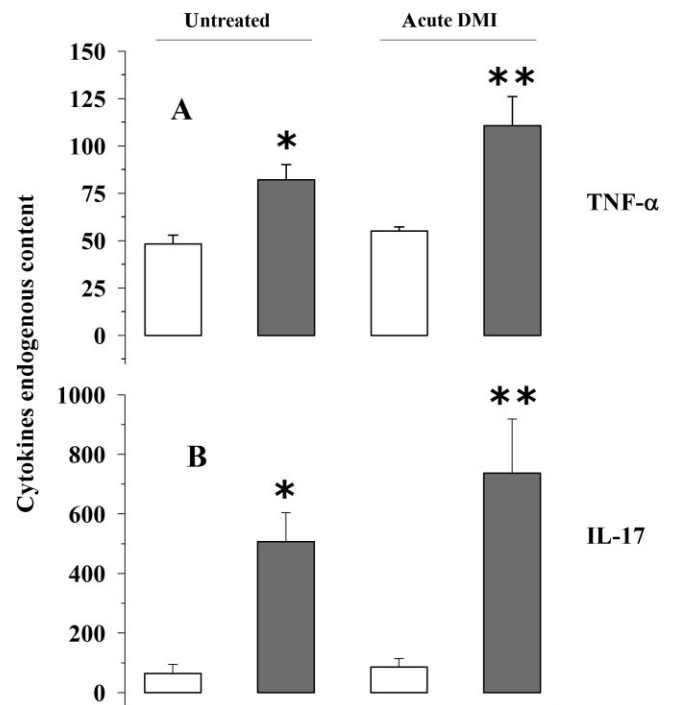 Untreated Acute DMI
Cytokines endogenous content
150
125
100
75
50
25
0
A
*
**
TNF-α
1000
800
600
400
200
0
B
*
**
IL-17